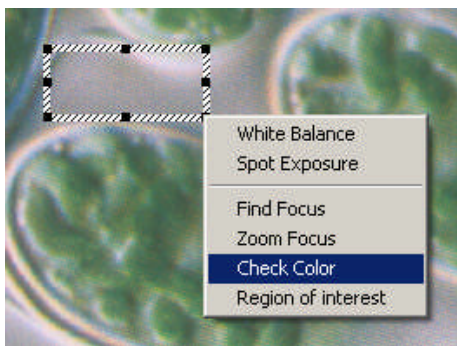 White Balance
Spot Exposure
Find Focus
Zoom Focus
Check Color
Region of interest